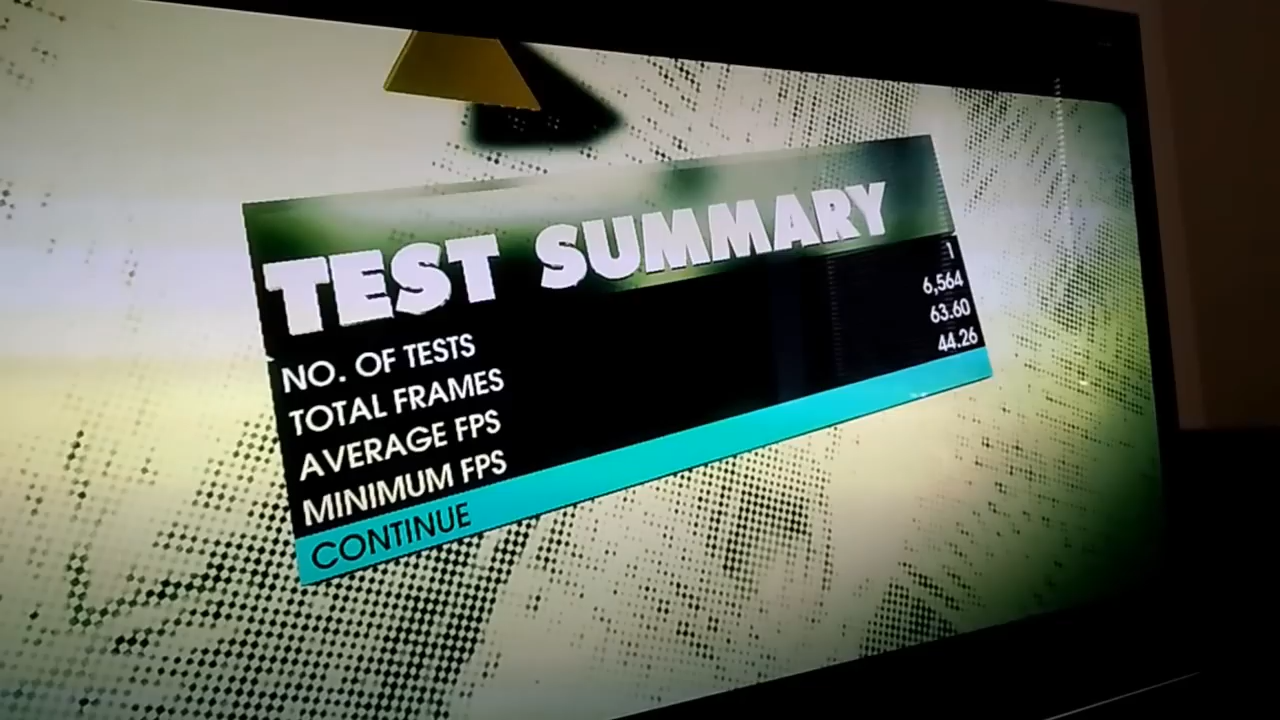 TEST SUMMARY
NO. OF TESTS 1
TOTAL FRAMES 6,564
AVERAGE FPS 63.60
MINIMUM FPS 44.26
CONTINUE